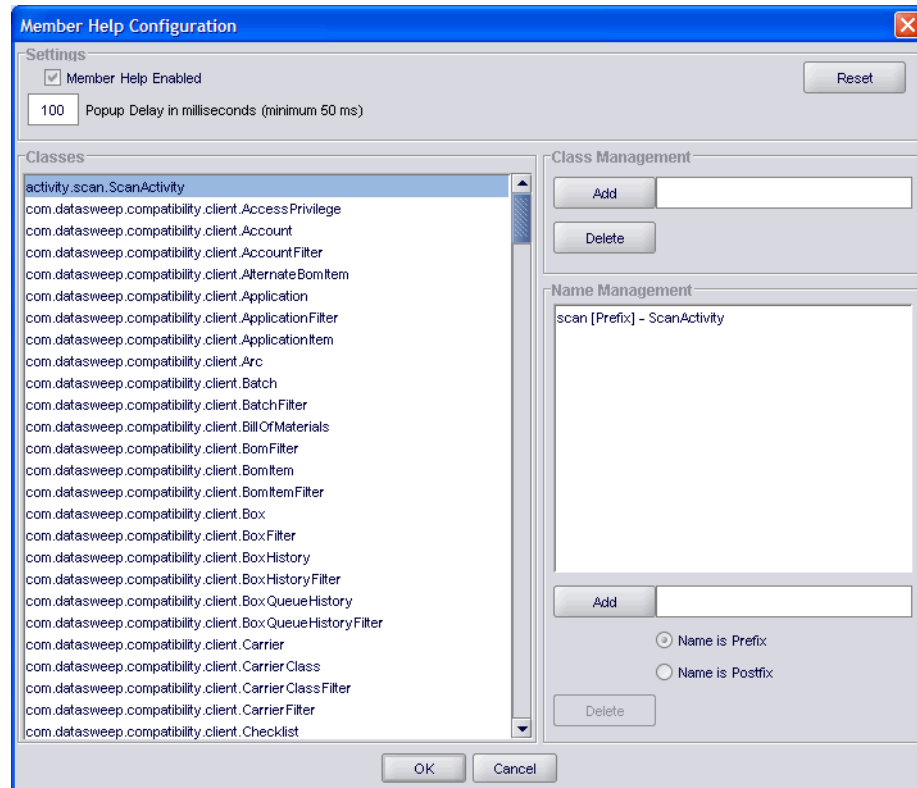 Member Help Configuration
Settings
Member Help Enabled
Reset
100 Popup Delay in milliseconds (minimum 50 ms)
Classes
activity.scan.ScanActivity
com.datasweep.compatibility.client.AccessPrivilege
com.datasweep.compatibility.client.Account
com.datasweep.compatibility.client.AccountFilter
com.datasweep.compatibility.client.AlternateBomItem
com.datasweep.compatibility.client.Application
com.datasweep.compatibility.client.ApplicationFilter
com.datasweep.compatibility.client.ApplicationItem
com.datasweep.compatibility.client.Arc
com.datasweep.compatibility.client.Batch
com.datasweep.compatibility.client.BatchFilter
com.datasweep.compatibility.client.BillOfMaterials
com.datasweep.compatibility.client.BomFilter
com.datasweep.compatibility.client.BomItem
com.datasweep.compatibility.client.BomItemFilter
com.datasweep.compatibility.client.Box
com.datasweep.compatibility.client.BoxFilter
com.datasweep.compatibility.client.BoxHistory
com.datasweep.compatibility.client.BoxHistoryFilter
com.datasweep.compatibility.client.BoxQueueHistory
com.datasweep.compatibility.client.BoxQueueHistoryFilter
com.datasweep.compatibility.client.Carrier
com.datasweep.compatibility.client.CarrierClass
com.datasweep.compatibility.client.CarrierClassFilter
com.datasweep.compatibility.client.CarrierFilter
com.datasweep.compatibility.client.Checklist
Class Management
Add
Delete
Name Management
scan [Prefix] - ScanActivity
Add
Name is Prefix
Name is Postfix
Delete
OK
Cancel